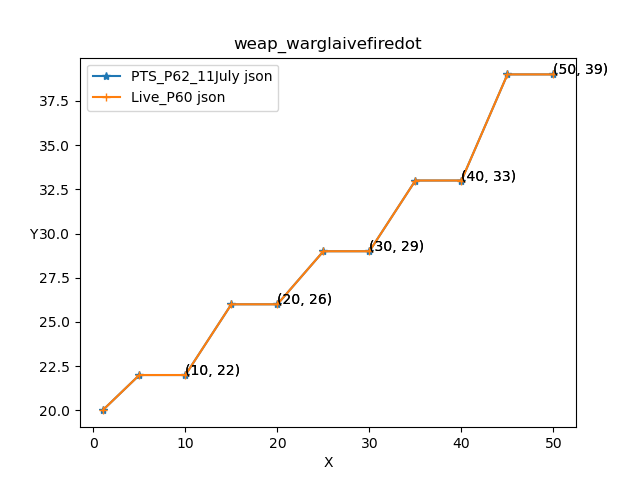 weap_warglaivefiredot
PTS_P62_11July json
Live_P60 json
(50, 39)
37.5
35.0
(40, 33)
32.5
Y
30.0
(30, 29)
27.5
(20, 26)
25.0
22.5
(10, 22)
20.0
0 10 20 30 40 50
X